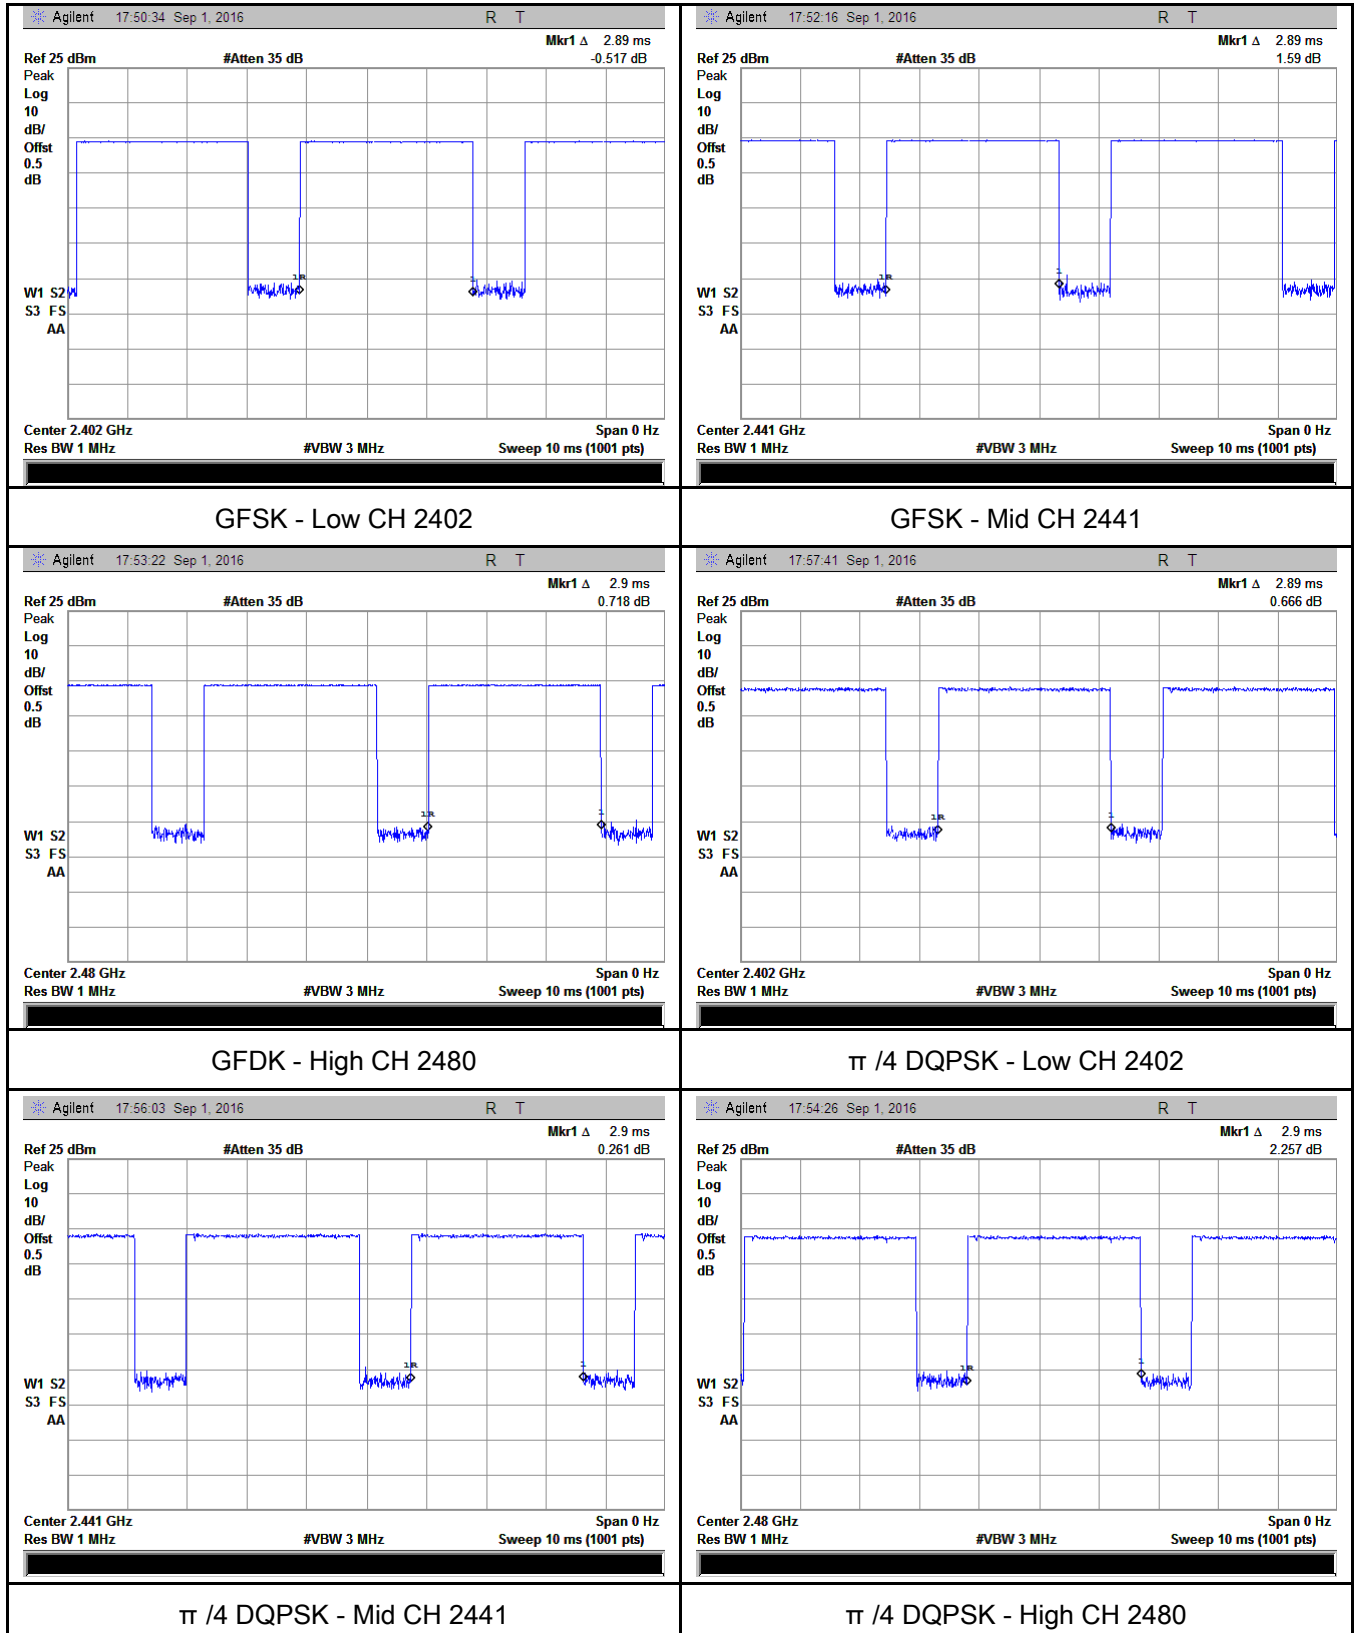 Agilent 17:50:34 Sep 1, 2016 R T
Mkr1 Δ 2.89 ms
Ref 25 dBm #Atten 35 dB -0.517 dB
Peak
Log
10
dB/
Offst
0.5
dB
1R
1
W1 S2
S3 FS
AA
Center 2.402 GHz Span 0 Hz
Res BW 1 MHz #VBW 3 MHz Sweep 10 ms (1001 pts)
GFSK - Low CH 2402
Agilent 17:52:16 Sep 1, 2016 R T
Mkr1 Δ 2.89 ms
Ref 25 dBm #Atten 35 dB 1.59 dB
Peak
Log
10
dB/
Offst
0.5
dB
1R
1
W1 S2
S3 FS
AA
Center 2.441 GHz Span 0 Hz
Res BW 1 MHz #VBW 3 MHz Sweep 10 ms (1001 pts)
GFSK - Mid CH 2441
Agilent 17:53:22 Sep 1, 2016 R T
Mkr1 Δ 2.9 ms
Ref 25 dBm #Atten 35 dB 0.718 dB
Peak
Log
10
dB/
Offst
0.5
dB
1R
1
W1 S2
S3 FS
AA
Center 2.48 GHz Span 0 Hz
Res BW 1 MHz #VBW 3 MHz Sweep 10 ms (1001 pts)
GFDK - High CH 2480
Agilent 17:57:41 Sep 1, 2016 R T
Mkr1 Δ 2.89 ms
Ref 25 dBm #Atten 35 dB 0.666 dB
Peak
Log
10
dB/
Offst
0.5
dB
1R
1
W1 S2
S3 FS
AA
Center 2.402 GHz Span 0 Hz
Res BW 1 MHz #VBW 3 MHz Sweep 10 ms (1001 pts)
π /4 DQPSK - Low CH 2402
Agilent 17:56:03 Sep 1, 2016 R T
Mkr1 Δ 2.9 ms
Ref 25 dBm #Atten 35 dB 0.261 dB
Peak
Log
10
dB/
Offst
0.5
dB
1R
1
W1 S2
S3 FS
AA
Center 2.441 GHz Span 0 Hz
Res BW 1 MHz #VBW 3 MHz Sweep 10 ms (1001 pts)
π /4 DQPSK - Mid CH 2441
Agilent 17:54:26 Sep 1, 2016 R T
Mkr1 Δ 2.9 ms
Ref 25 dBm #Atten 35 dB 2.257 dB
Peak
Log
10
dB/
Offst
0.5
dB
1R
1
W1 S2
S3 FS
AA
Center 2.48 GHz Span 0 Hz
Res BW 1 MHz #VBW 3 MHz Sweep 10 ms (1001 pts)
π /4 DQPSK - High CH 2480